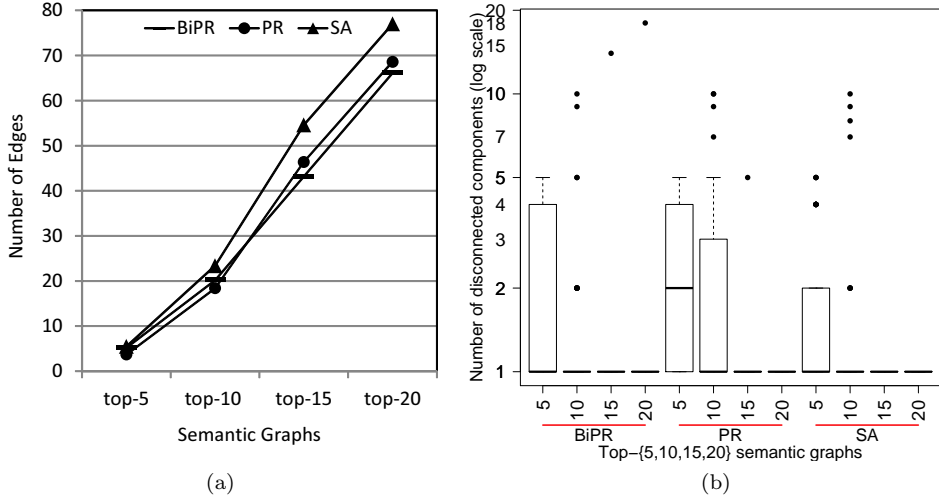 80
70
60
50
40
30
20
10
0
BiPR PR SA
Number of Edges
top-5 top-10 top-15 top-20
Semantic Graphs
(a)
Number of disconnected components (log scale)
20
18
15
10
7
5
4
3
2
1
5 10 15 20 5 10 15 20 5 10 15 20
BiPR PR SA
Top-{5,10,15,20} semantic graphs
(b)